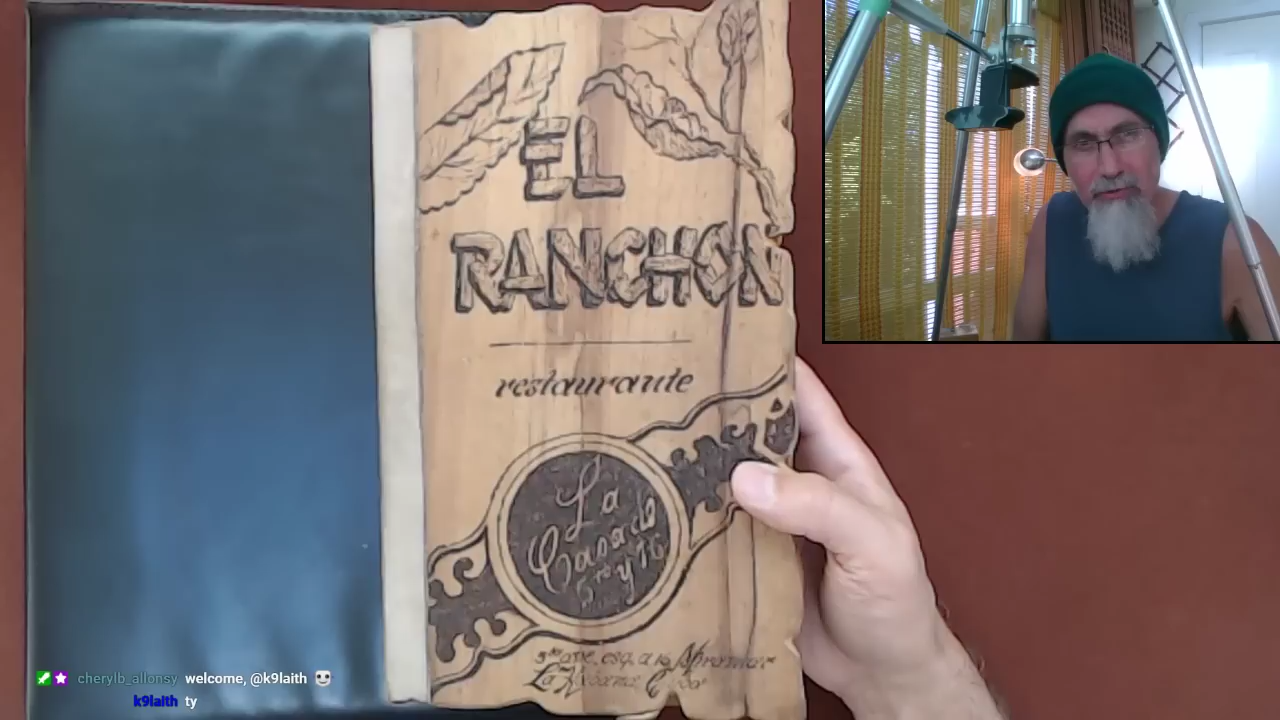 EL
RANCHON
restaurante
La
Casa de
5ta y 16
5ta ave. esq. a 16 Miramar
La Habana, Cuba
cherylb_allonsy welcome, @k9laith
k9laith ty